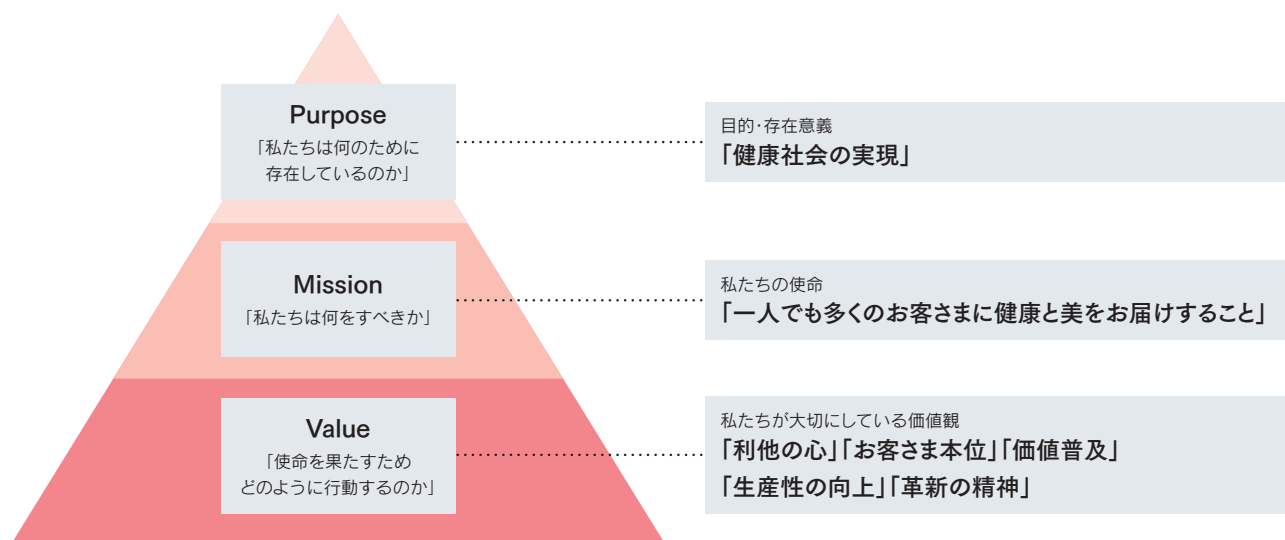 Purpose
「私たちは何のために
存在しているのか」
目的・存在意義
「健康社会の実現」
Mission
「私たちは何をすべきか」
私たちの使命
「一人でも多くのお客さまに健康と美をお届けすること」
Value
「使命を果たすため
どのように行動するのか」
私たちが大切にしている価値観
「利他の心」「お客さま本位」「価値普及」
「生産性の向上」「革新の精神」